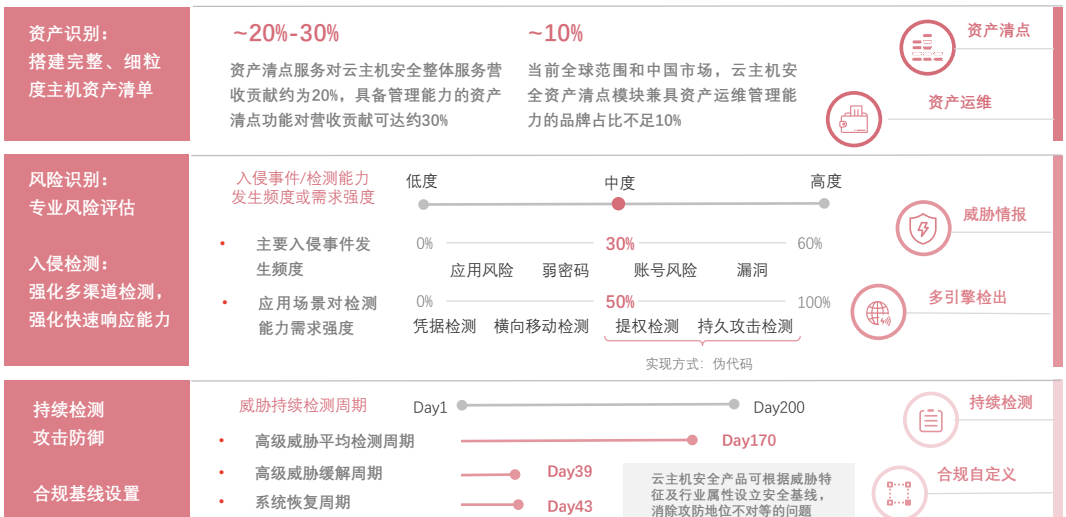 资产识别：
搭建完整、细粒
度主机资产清单
~20%-30%
资产清点服务对云主机安全整体服务营
收贡献约为20%，具备管理能力的资产
清点功能对营收贡献可达约30%
~10%
当前全球范围和中国市场，云主机安
全资产清点模块兼具资产运维管理能
力的品牌占比不足10%
资产清点
资产运维
风险识别：
专业风险评估
入侵检测：
强化多渠道检测，
强化快速响应能力
入侵事件/检测能力
发生频度或需求强度
低度
中度
高度
主要入侵事件发
生频度
0%
30%
60%
应用风险
弱密码
账号风险
漏洞
应用场景对检测
能力需求强度
0%
50%
100%
凭据检测
横向移动检测
提权检测
持久攻击检测
实现方式：伪代码
威胁情报
多引擎检出
持续检测
攻击防御
合规基线设置
威胁持续检测周期
Day1
Day200
高级威胁平均检测周期
Day170
高级威胁缓解周期
Day39
系统恢复周期
Day43
云主机安全产品可根据威胁特
征及行业属性设立安全基线，
消除攻防地位不对等的问题
持续检测
合规自定义